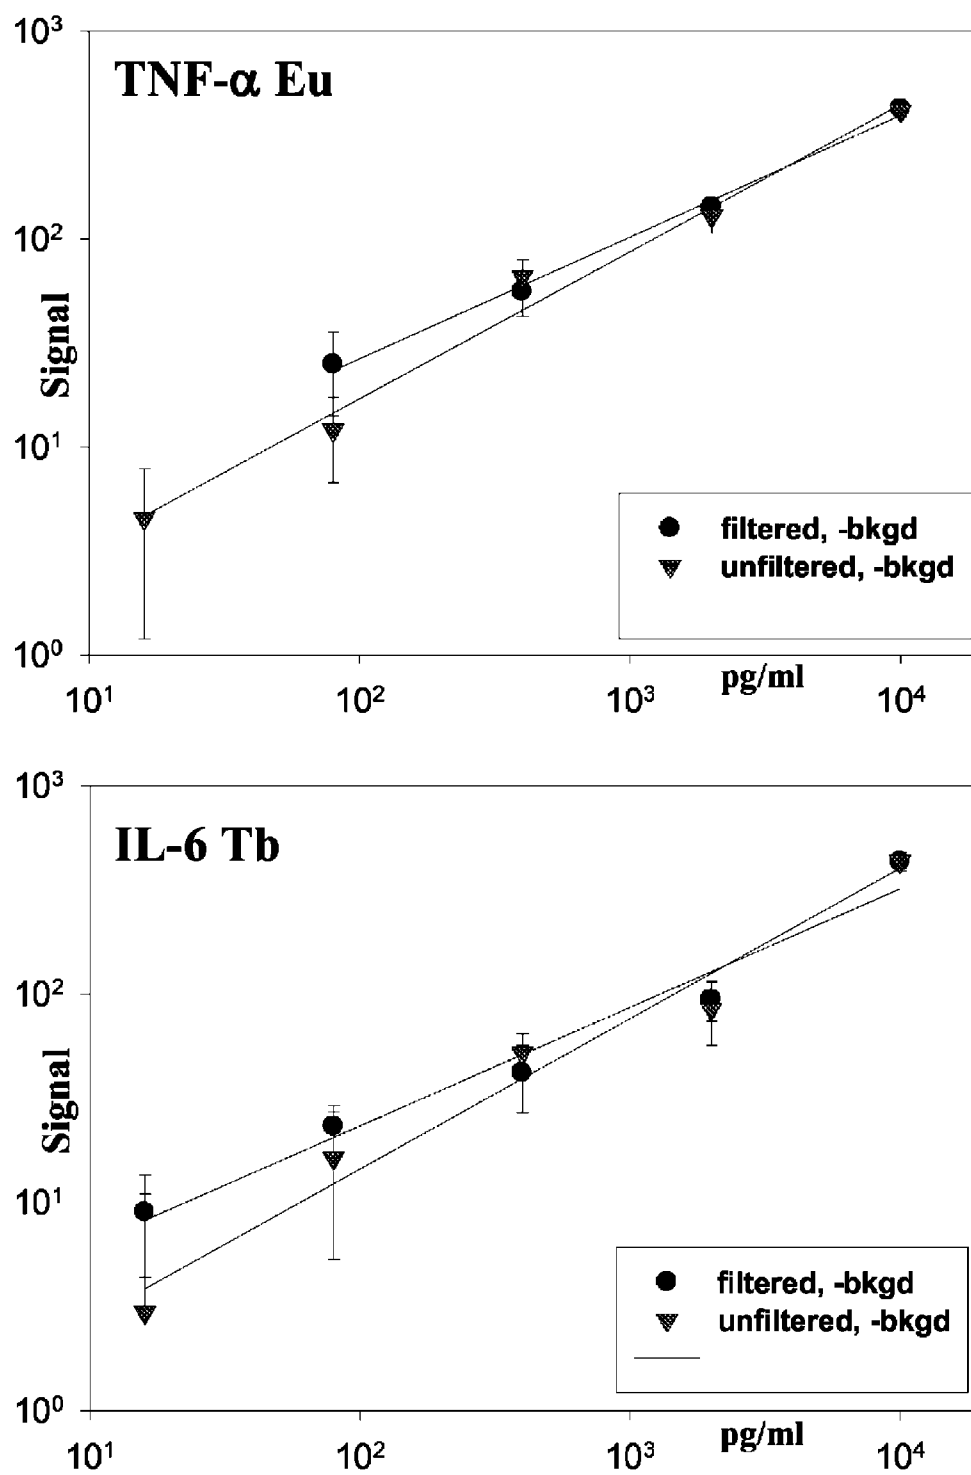 10³
TNF-α Eu
10²
Signal
10¹
filtered, -bkgd
unfiltered, -bkgd
10⁰
10¹
10²
10³
pg/ml
10⁴
10³
IL-6 Tb
10²
Signal
10¹
filtered, -bkgd
unfiltered, -bkgd
10⁰
10¹
10²
10³
pg/ml
10⁴